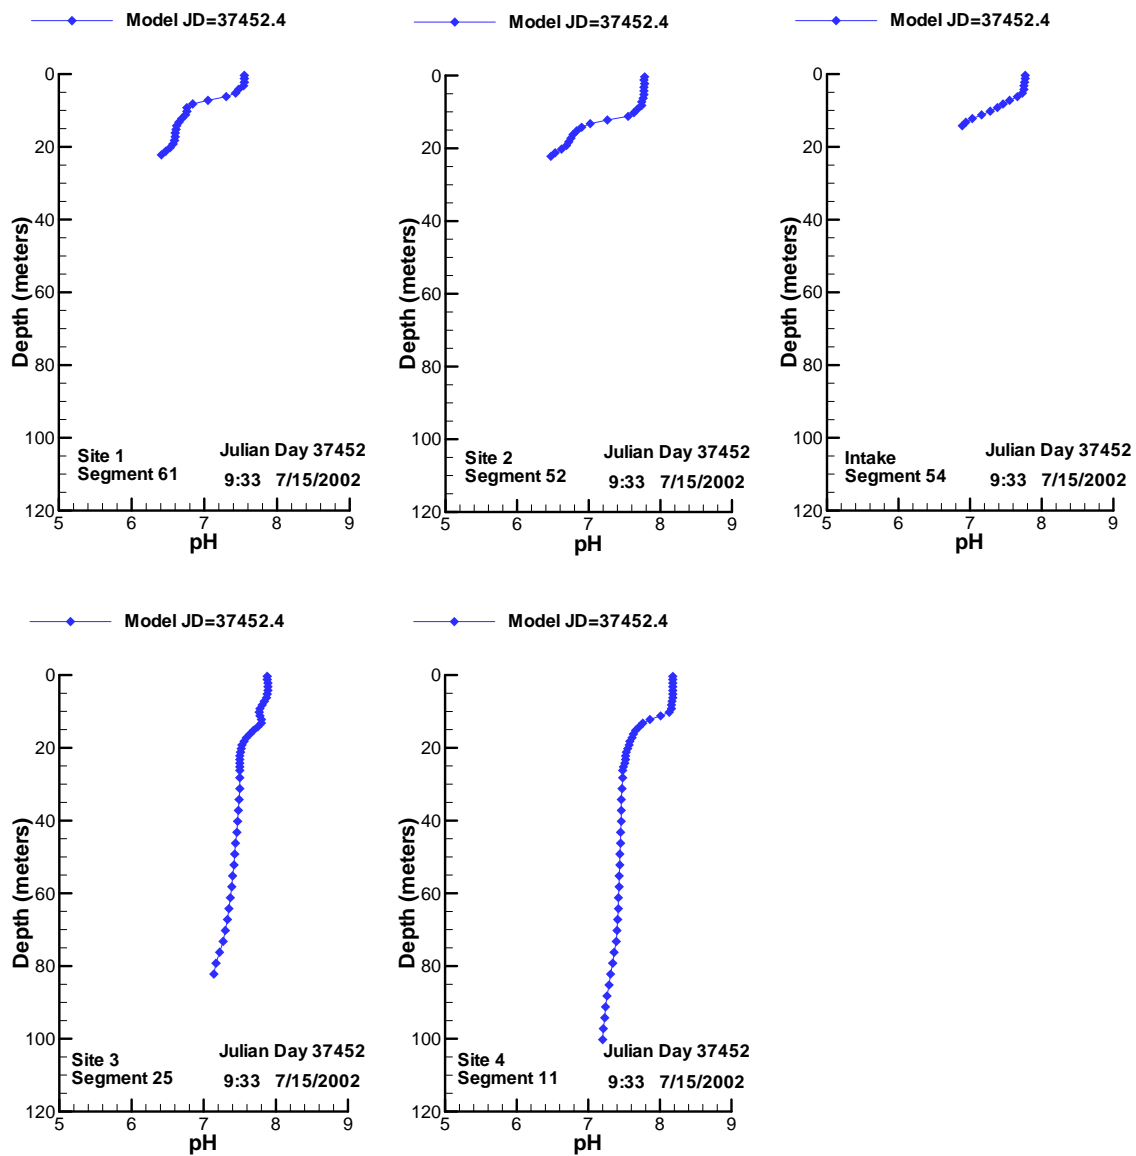 Model JD=37452.4
0
20
40
60
80
100
120
Depth (meters)
Site 1
Segment 61
Julian Day 37452
9:33 7/15/2002
5 6 7 8 9
pH
Model JD=37452.4
0
20
40
60
80
100
120
Depth (meters)
Site 2
Segment 52
Julian Day 37452
9:33 7/15/2002
5 6 7 8 9
pH
Model JD=37452.4
0
20
40
60
80
100
120
Depth (meters)
Intake
Segment 54
Julian Day 37452
9:33 7/15/2002
5 6 7 8 9
pH
Model JD=37452.4
0
20
40
60
80
100
120
Depth (meters)
Site 3
Segment 25
Julian Day 37452
9:33 7/15/2002
5 6 7 8 9
pH
Model JD=37452.4
0
20
40
60
80
100
120
Depth (meters)
Site 4
Segment 11
Julian Day 37452
9:33 7/15/2002
5 6 7 8 9
pH